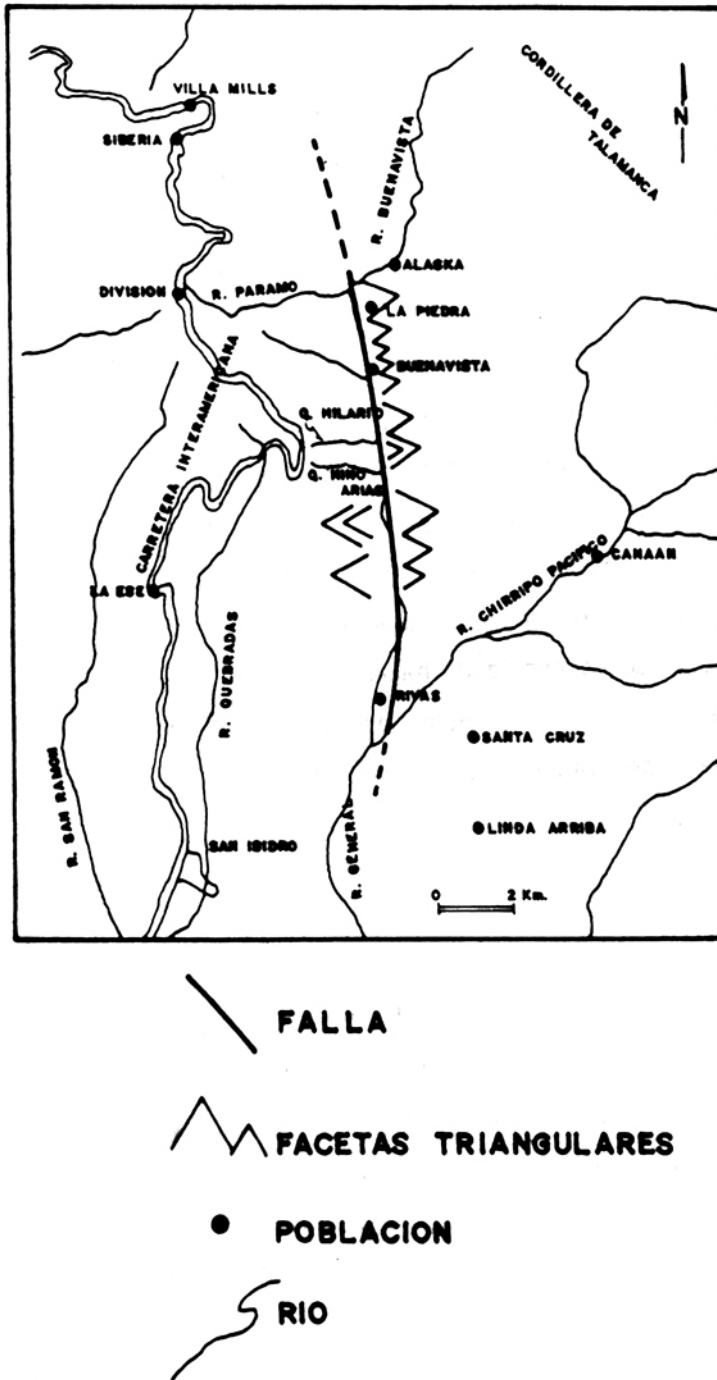 CORDILLERA DE
TALAMANCA
N
VILLA MILLS
SIBERIA
R. BUENAVISTA
ALASKA
DIVISION
R. PARAMO
LA PIEDRA
BUENAVISTA
CARRETERA INTERAMERICANA
Q. HILARIO
Q. NINO
ARIAS
R. CHIRRIPO PACIFICO
CANAAN
LA ESE
R. QUEBRADAS
RIVAS
SANTA CRUZ
R. SAN RAMON
SAN ISIDRO
R. GENERAL
LINDA ARRIBA
0 2 Km.
FALLA
FACETAS TRIANGULARES
POBLACION
RIO